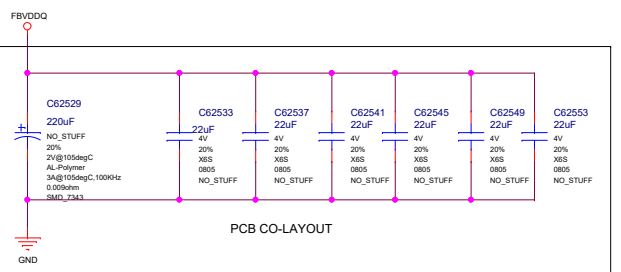 FBVDDQ
C62529
220uF
NO_STUFF
20%
2V@105degC
AL-Polymer
3A@105degC,100KHz
0.009ohm
SMD_7343
+
C62533
22uF
4V
20%
X6S
0805
NO_STUFF
C62537
22uF
4V
20%
X6S
0805
NO_STUFF
C62541
22uF
4V
20%
X6S
0805
NO_STUFF
C62545
22uF
4V
20%
X6S
0805
NO_STUFF
C62549
22uF
4V
20%
X6S
0805
NO_STUFF
C62553
22uF
4V
20%
X6S
0805
NO_STUFF
PCB CO-LAYOUT
GND